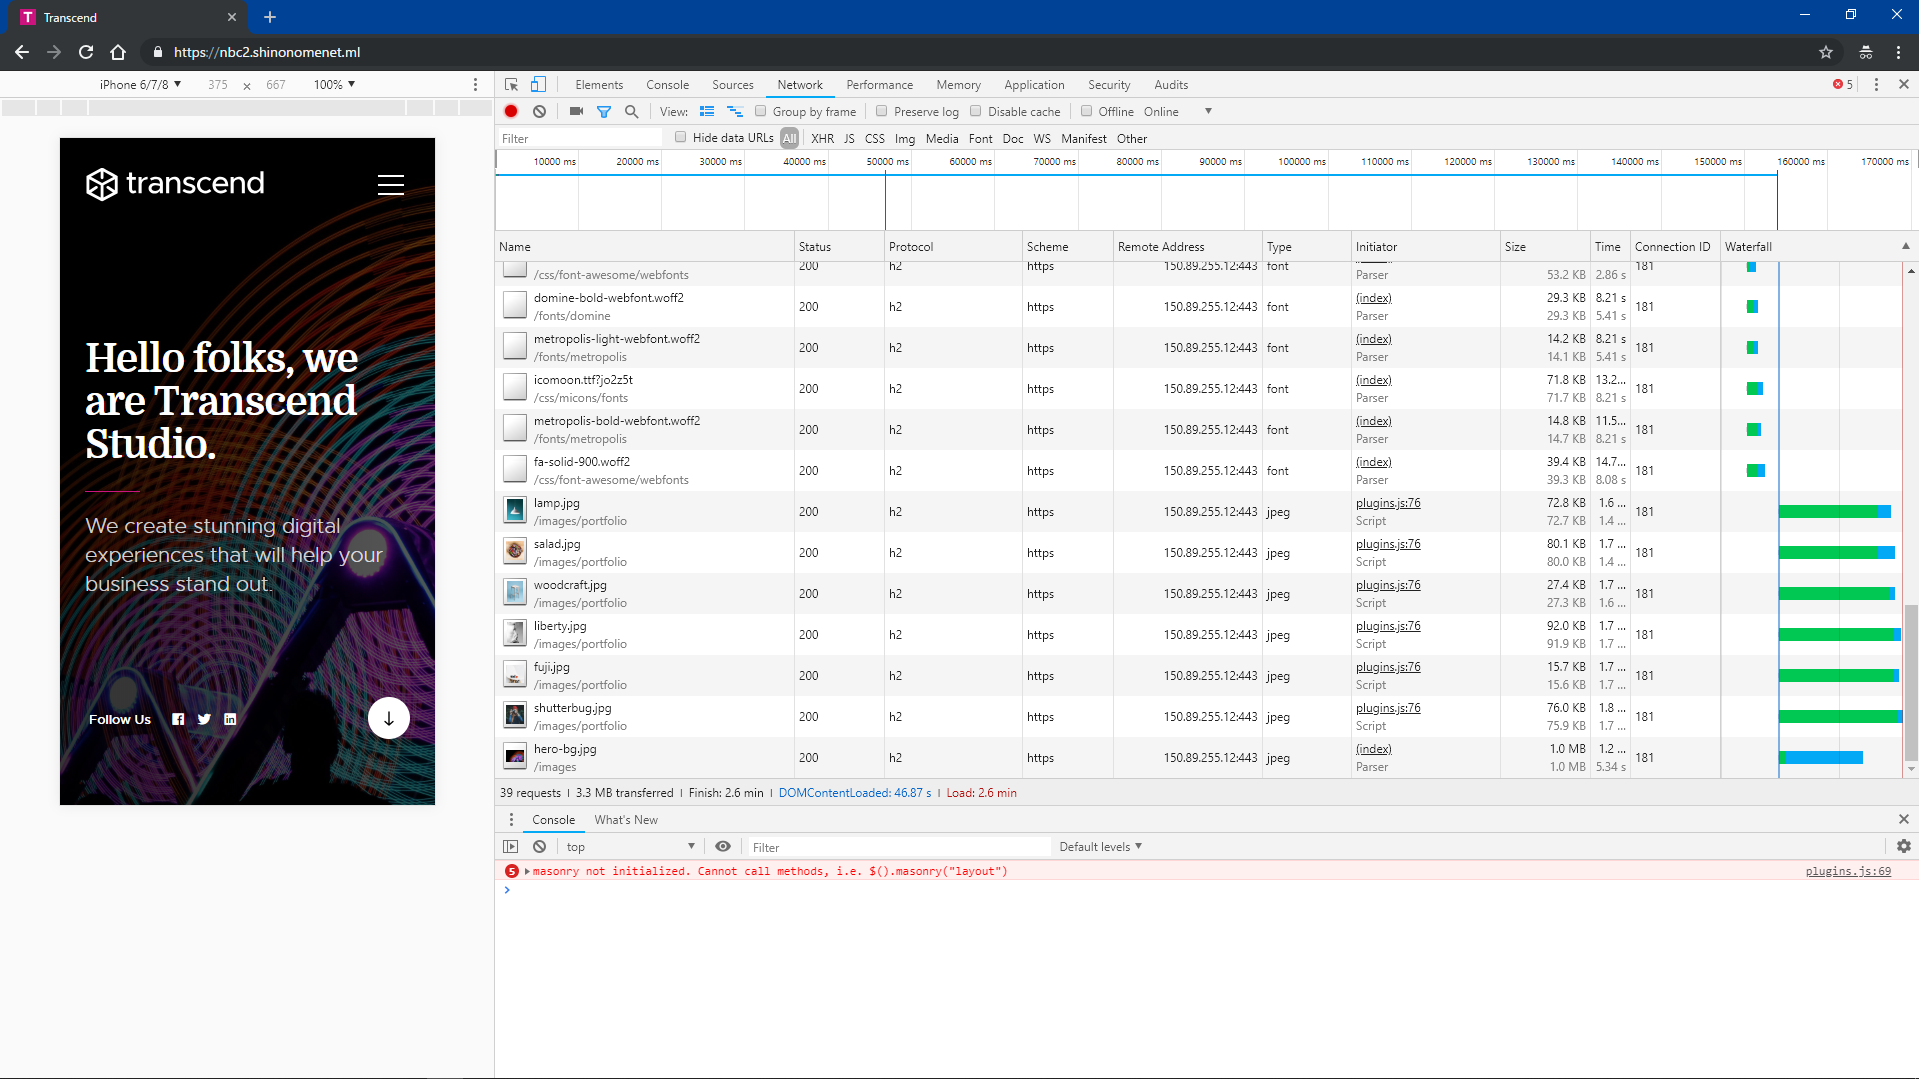 Transcend
https://nbc2.shinonomenet.ml
iPhone 6/7/8 ▼ 375 × 667 100% ▼
Elements Console Sources Network Performance Memory Application Security Audits 5
View: Group by frame Preserve log Disable cache Offline Online ▼
Filter Hide data URLs All XHR JS CSS Img Media Font Doc WS Manifest Other
10000 ms 20000 ms 30000 ms 40000 ms 50000 ms 60000 ms 70000 ms 80000 ms 90000 ms 100000 ms 110000 ms 120000 ms 130000 ms 140000 ms 150000 ms 160000 ms 170000 ms
Name Status Protocol Scheme Remote Address Type Initiator Size Time Connection ID Waterfall
200 h2 https 150.89.255.12:443 font 181
/css/font-awesome/webfonts Parser 53.2 KB 2.86 s
domine-bold-webfont.woff2 200 h2 https 150.89.255.12:443 font (index) 29.3 KB 8.21 s 181
/fonts/domine Parser 29.3 KB 5.41 s
metropolis-light-webfont.woff2 200 h2 https 150.89.255.12:443 font (index) 14.2 KB 8.21 s 181
/fonts/metropolis Parser 14.1 KB 5.41 s
icomoon.ttf?jo2z5t 200 h2 https 150.89.255.12:443 font (index) 71.8 KB 13.2... 181
/css/micons/fonts Parser 71.7 KB 8.21 s
metropolis-bold-webfont.woff2 200 h2 https 150.89.255.12:443 font (index) 14.8 KB 11.5... 181
/fonts/metropolis Parser 14.7 KB 8.21 s
fa-solid-900.woff2 200 h2 https 150.89.255.12:443 font (index) 39.4 KB 14.7... 181
/css/font-awesome/webfonts Parser 39.3 KB 8.08 s
lamp.jpg 200 h2 https 150.89.255.12:443 jpeg plugins.js:76 72.8 KB 1.6 ... 181
/images/portfolio Script 72.7 KB 1.4 ...
salad.jpg 200 h2 https 150.89.255.12:443 jpeg plugins.js:76 80.1 KB 1.7 ... 181
/images/portfolio Script 80.0 KB 1.4 ...
woodcraft.jpg 200 h2 https 150.89.255.12:443 jpeg plugins.js:76 27.4 KB 1.7 ... 181
/images/portfolio Script 27.3 KB 1.6 ...
liberty.jpg 200 h2 https 150.89.255.12:443 jpeg plugins.js:76 92.0 KB 1.7 ... 181
/images/portfolio Script 91.9 KB 1.7 ...
fuji.jpg 200 h2 https 150.89.255.12:443 jpeg plugins.js:76 15.7 KB 1.7 ... 181
/images/portfolio Script 15.6 KB 1.7 ...
shutterbug.jpg 200 h2 https 150.89.255.12:443 jpeg plugins.js:76 76.0 KB 1.8 ... 181
/images/portfolio Script 75.9 KB 1.7 ...
hero-bg.jpg 200 h2 https 150.89.255.12:443 jpeg (index) 1.0 MB 1.2 ... 181
/images Parser 1.0 MB 5.34 s
39 requests | 3.3 MB transferred | Finish: 2.6 min | DOMContentLoaded: 46.87 s | Load: 2.6 min
Console What's New
top ▼ Filter Default levels ▼
5 masonry not initialized. Cannot call methods, i.e. $().masonry("layout") plugins.js:69
transcend
Hello folks, we
are Transcend
Studio.
We create stunning digital
experiences that will help your
business stand out.
Follow Us